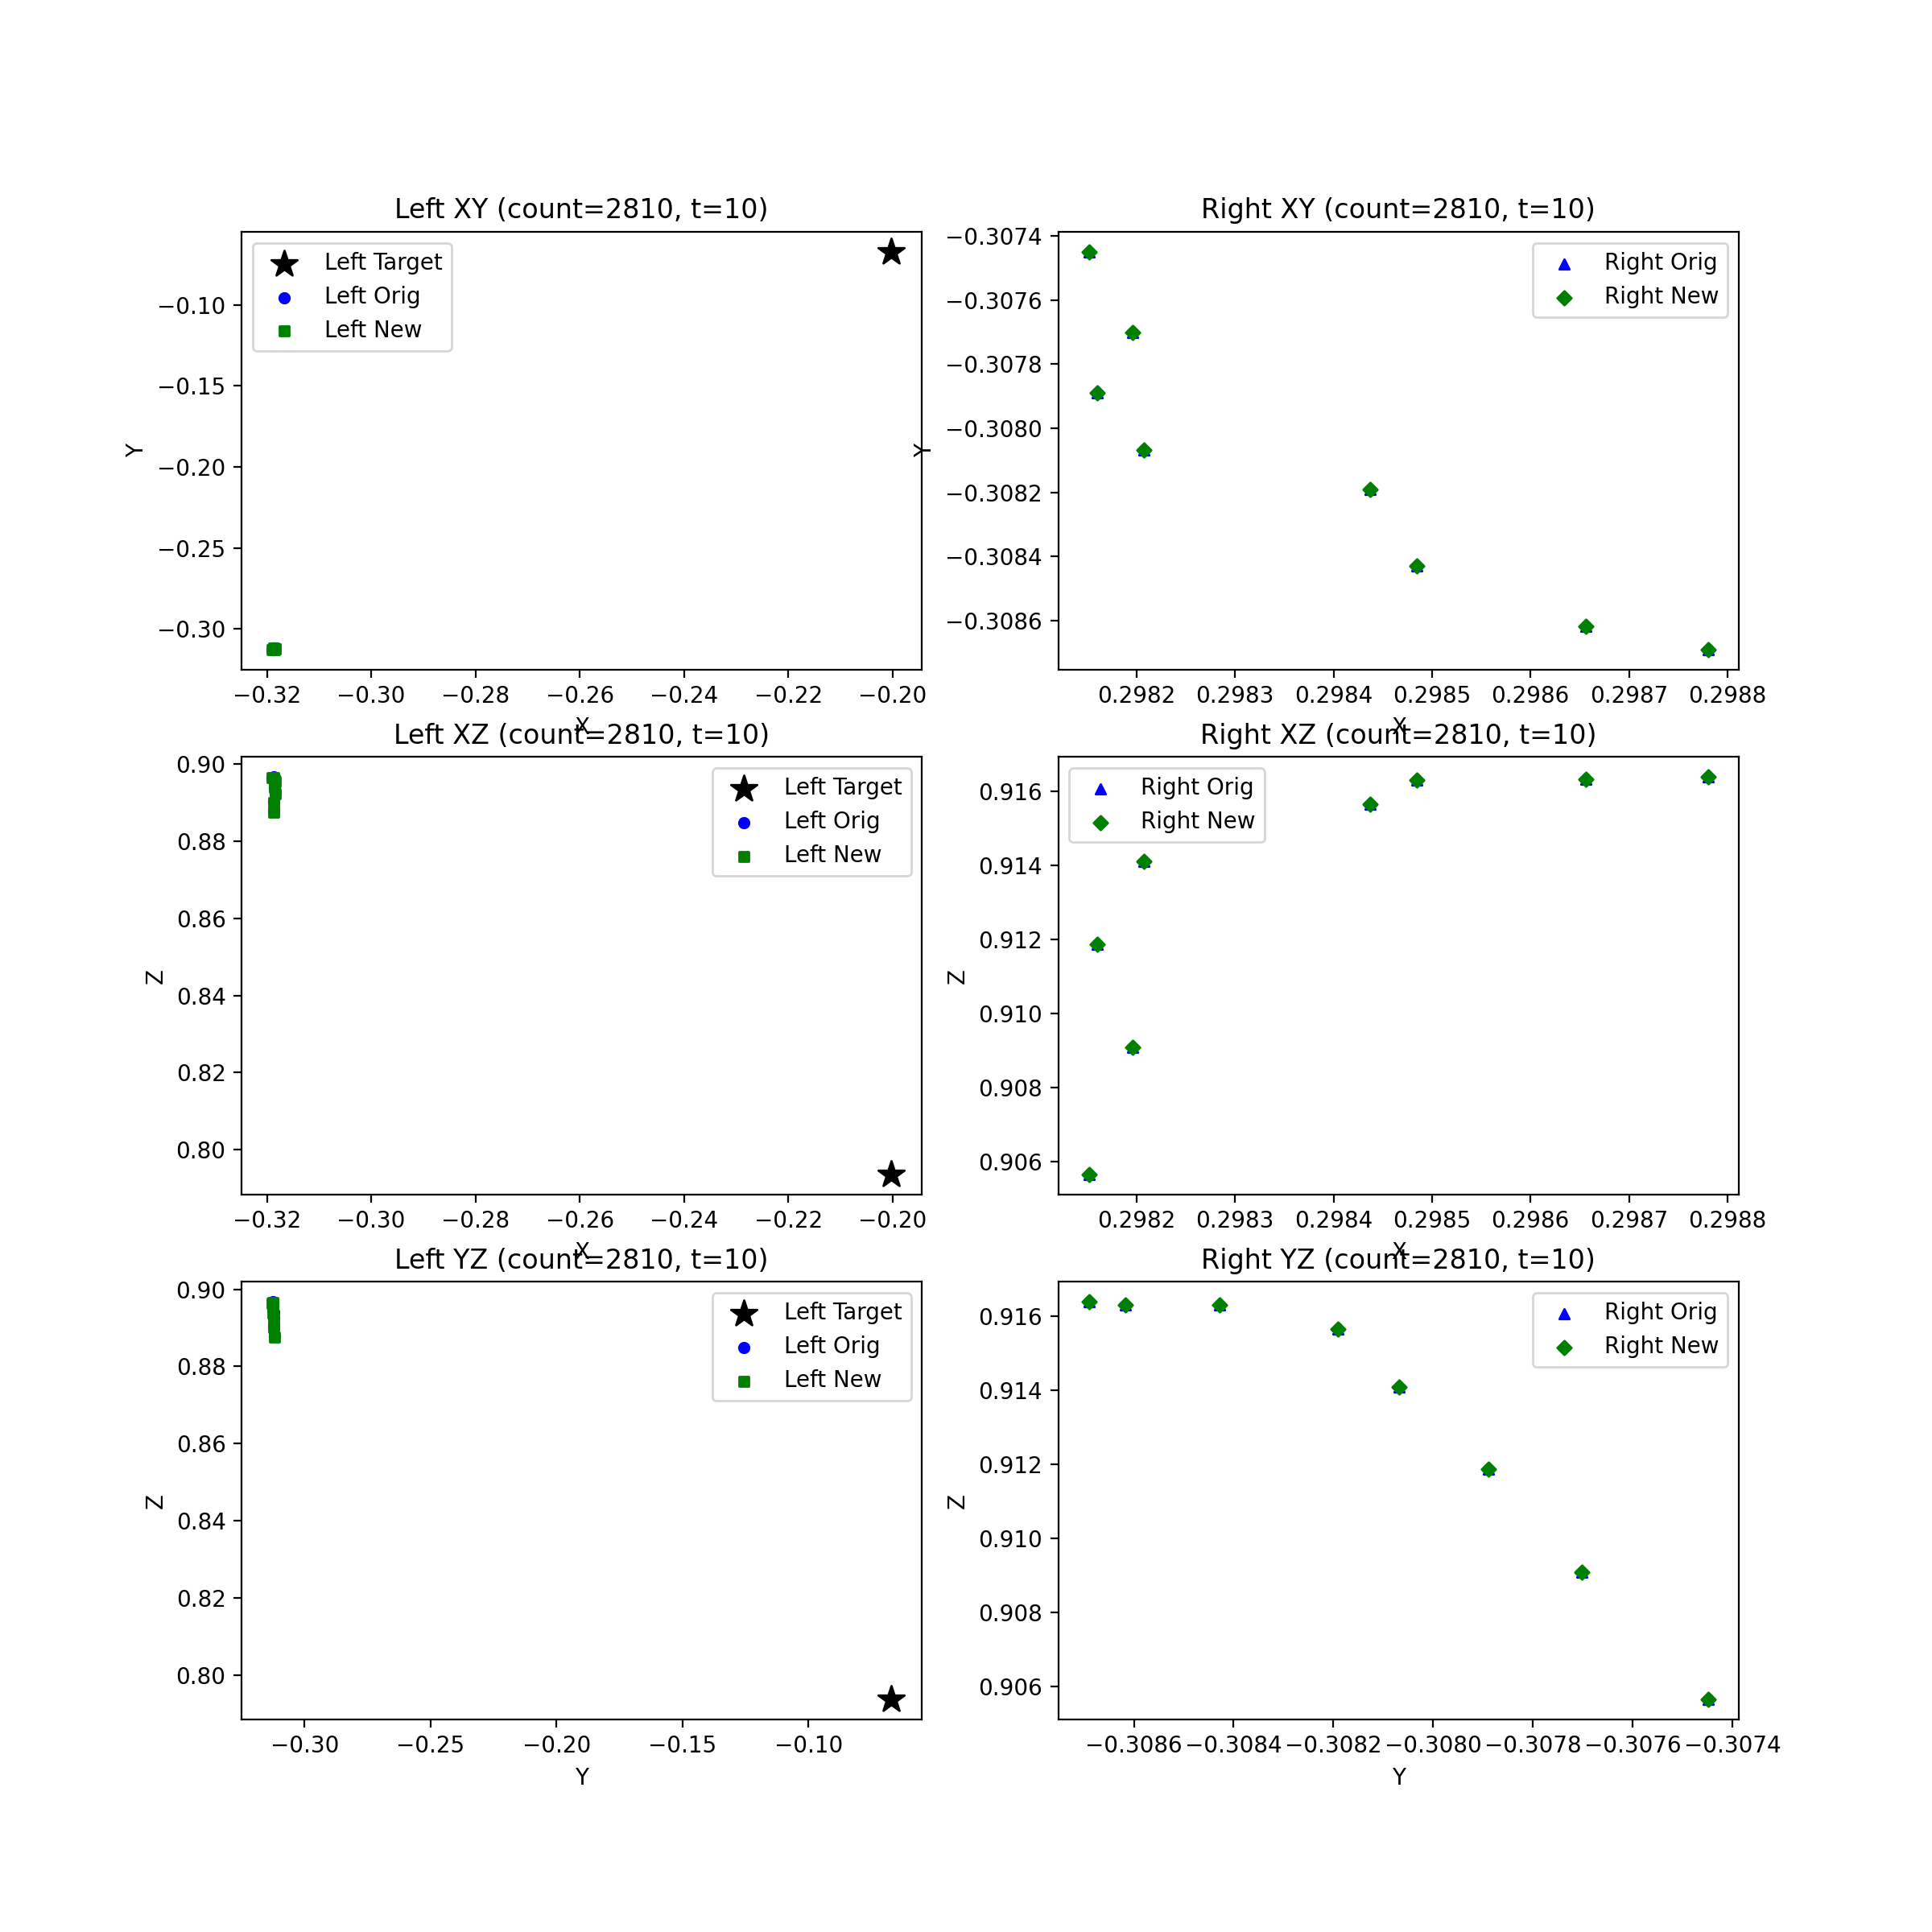 Left XY (count=2810, t=10)
Left Target
Left Orig
Left New
−0.10
−0.15
−0.20
−0.25
−0.30
Y
−0.32 −0.30 −0.28 −0.26 −0.24 −0.22 −0.20
X
Right XY (count=2810, t=10)
Right Orig
Right New
−0.3074
−0.3076
−0.3078
−0.3080
−0.3082
−0.3084
−0.3086
Y
0.2982 0.2983 0.2984 0.2985 0.2986 0.2987 0.2988
X
Left XZ (count=2810, t=10)
Left Target
Left Orig
Left New
0.90
0.88
0.86
0.84
0.82
0.80
Z
−0.32 −0.30 −0.28 −0.26 −0.24 −0.22 −0.20
X
Right XZ (count=2810, t=10)
Right Orig
Right New
0.916
0.914
0.912
0.910
0.908
0.906
Z
0.2982 0.2983 0.2984 0.2985 0.2986 0.2987 0.2988
X
Left YZ (count=2810, t=10)
Left Target
Left Orig
Left New
0.90
0.88
0.86
0.84
0.82
0.80
Z
−0.30 −0.25 −0.20 −0.15 −0.10
Y
Right YZ (count=2810, t=10)
Right Orig
Right New
0.916
0.914
0.912
0.910
0.908
0.906
Z
−0.3086 −0.3084 −0.3082 −0.3080 −0.3078 −0.3076 −0.3074
Y